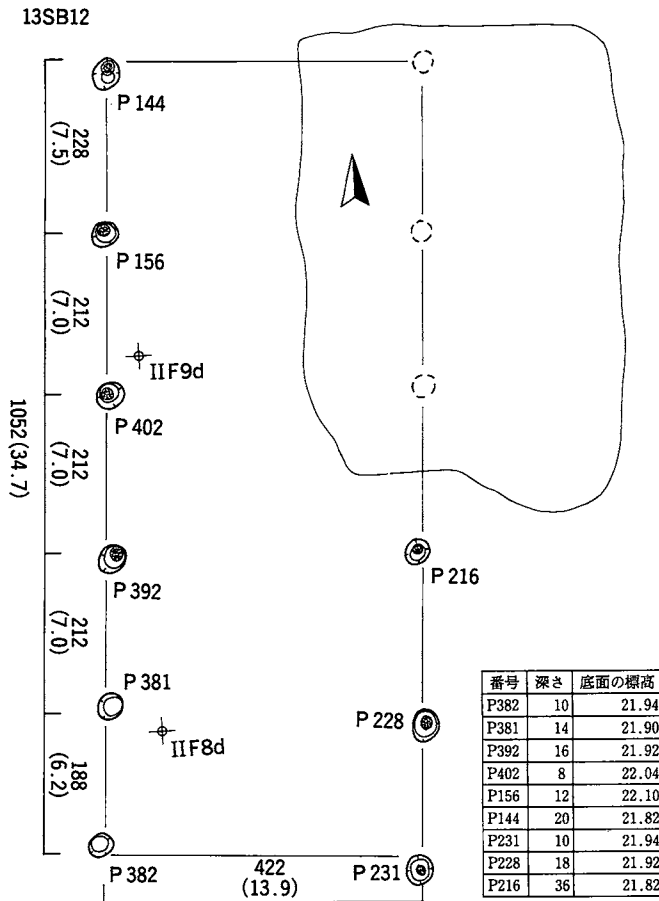 13SB12
P 144
228
(7.5)
P 156
212
(7.0)
IIF9d
P 402
1052(34.7)
212
(7.0)
P 392
P 216
212
(7.0)
P 381
P 228
IIF8d
188
(6.2)
P 382
422
(13.9)
P 231
番号 深さ 底面の標高
P382 10 21.94
P381 14 21.90
P392 16 21.92
P402 8 22.04
P156 12 22.10
P144 20 21.82
P231 10 21.94
P228 18 21.92
P216 36 21.82